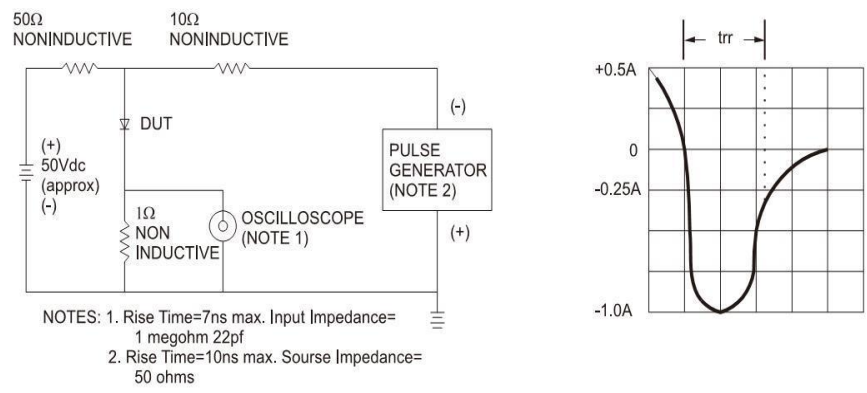 50Ω
NONINDUCTIVE
10Ω
NONINDUCTIVE
DUT
(+)
50Vdc
(approx)
(-)
1Ω
NON
INDUCTIVE
OSCILLOSCOPE
(NOTE 1)
(-)
PULSE
GENERATOR
(NOTE 2)
(+)
NOTES: 1. Rise Time=7ns max. Input Impedance=
1 megohm 22pf
2. Rise Time=10ns max. Sourse Impedance=
50 ohms
trr
+0.5A
0
-0.25A
-1.0A